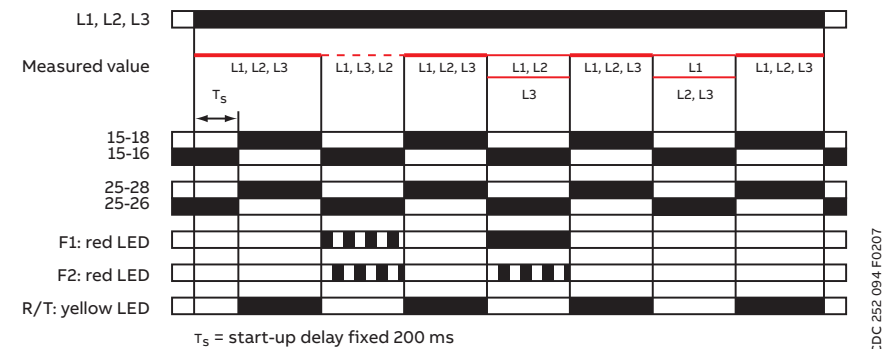 L1, L2, L3
Measured value
L1, L2, L3
L1, L3, L2
L1, L2, L3
L1, L2
L1, L2, L3
L1
L1, L2, L3
L3
L2, L3
TS
15-18
15-16
25-28
25-26
F1: red LED
F2: red LED
R/T: yellow LED
TS = start-up delay fixed 200 ms
CDC 252 094 F0207